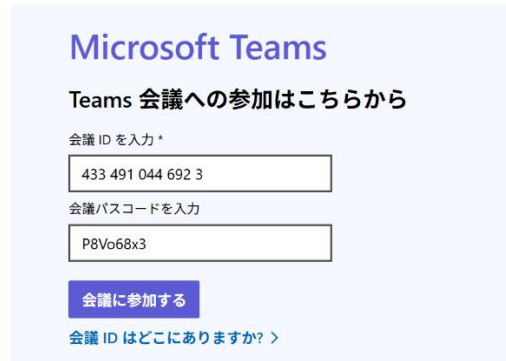 Microsoft Teams
Teams 会議への参加はこちらから
会議 ID を入力 *
433 491 044 692 3
会議パスコードを入力
P8Vo68x3
会議に参加する
会議 ID はどこにありますか? >